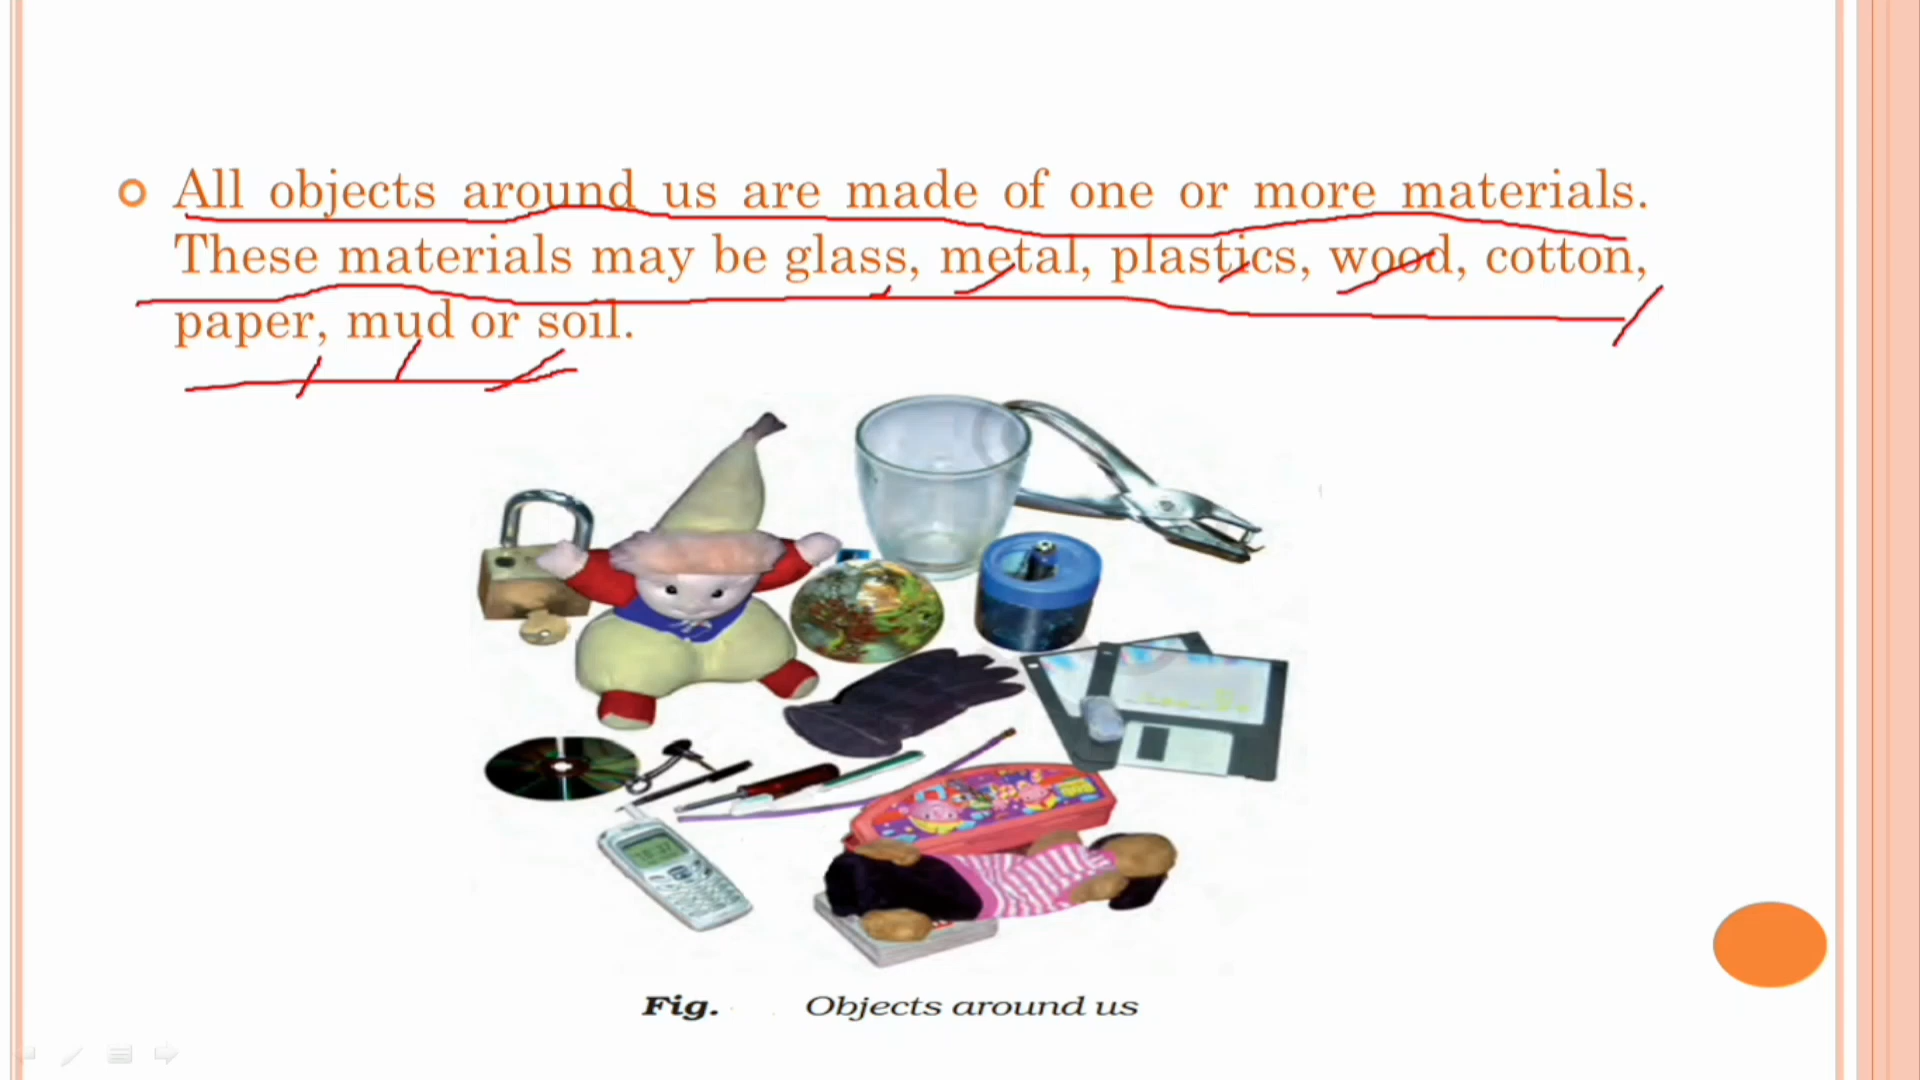 All objects around us are made of one or more materials.
These materials may be glass, metal, plastics, wood, cotton,
paper, mud or soil.
Fig. Objects around us